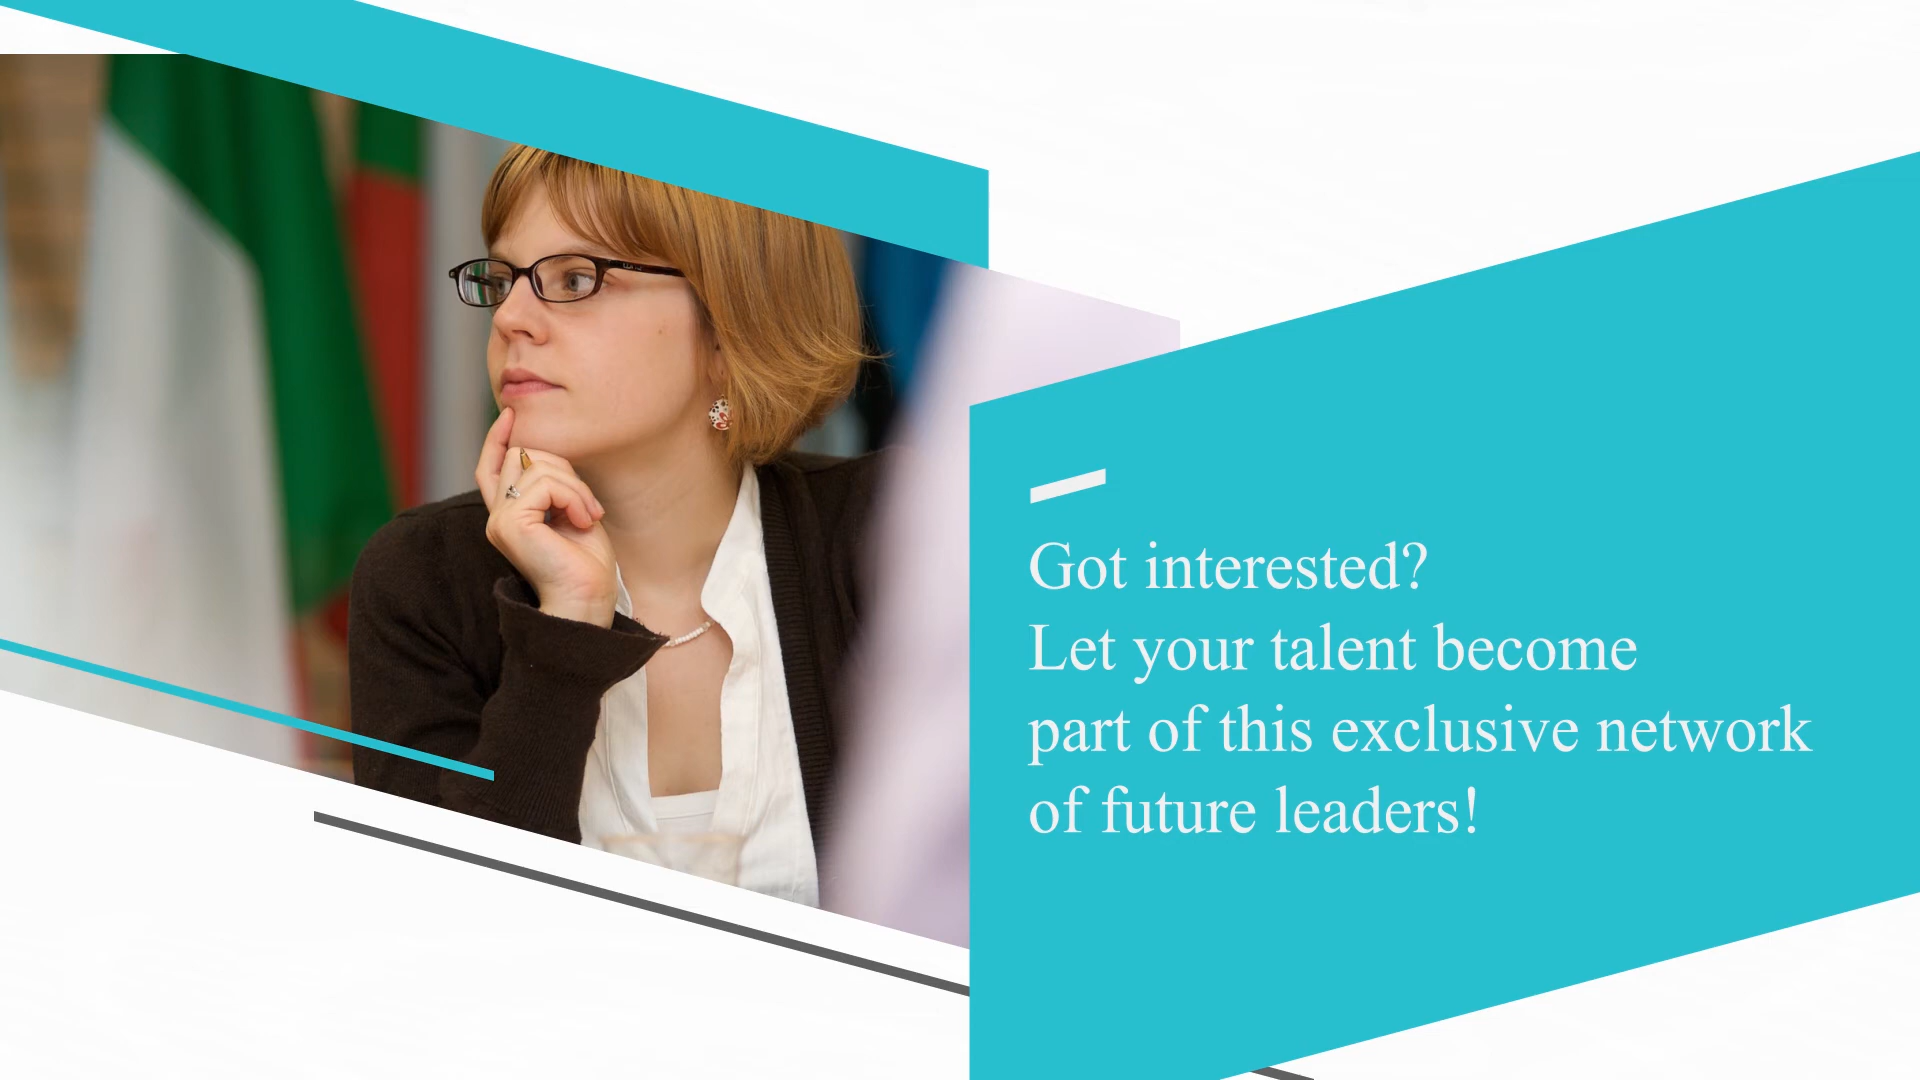 Got interested?
Let your talent become
part of this exclusive network
of future leaders!